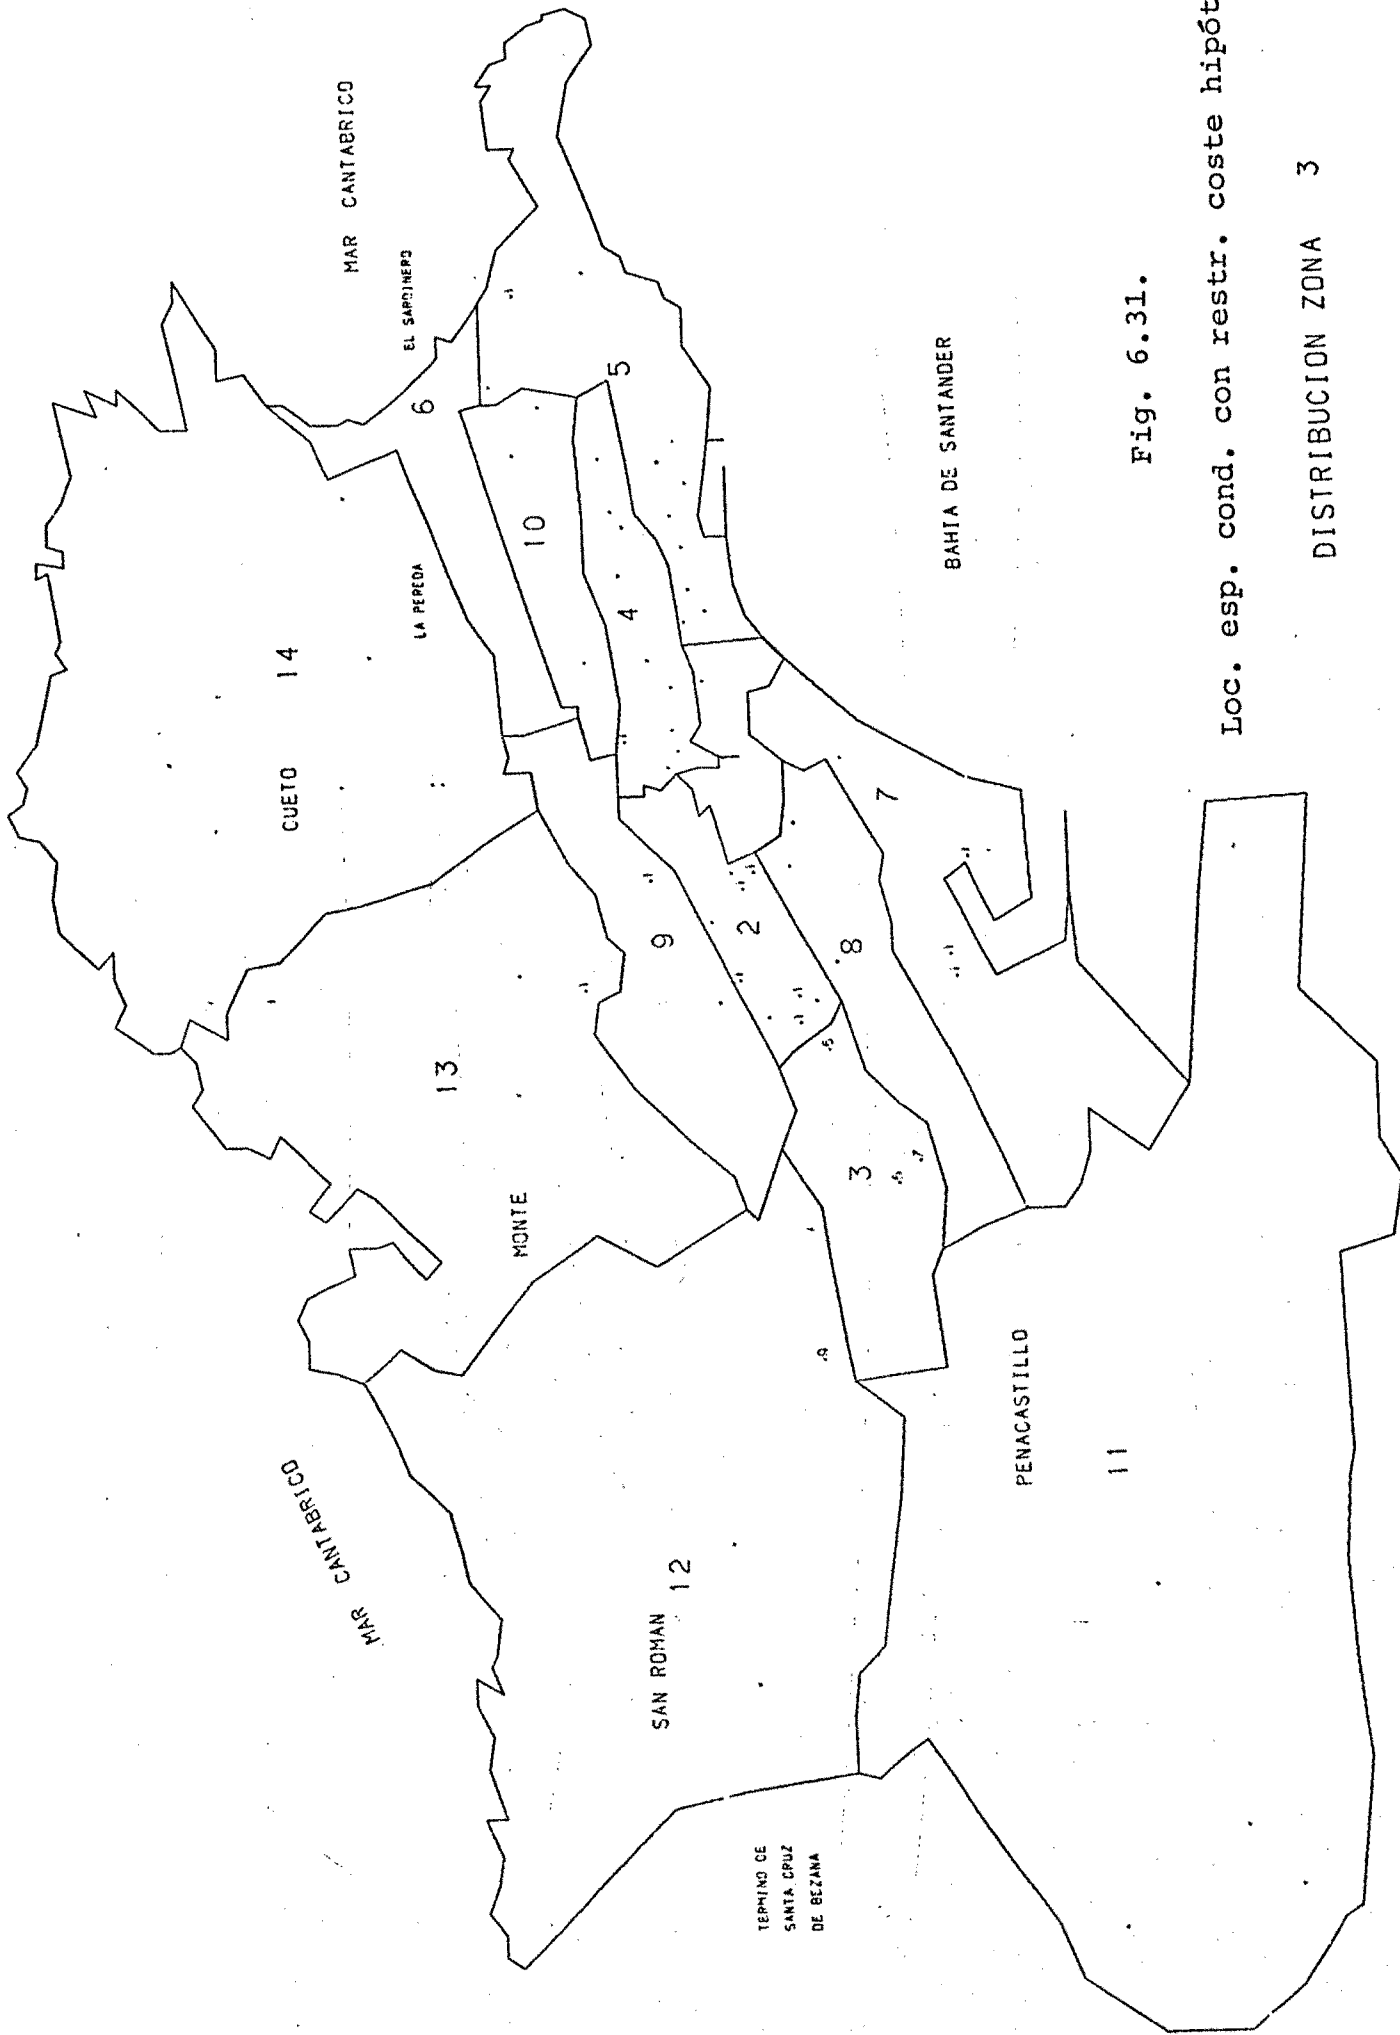 MAR CANTABRICO
EL SARDINERO
MAR CANTABRICO
6
5
14
LA PEREDA
10
4
CUETO
13
9
2
8
7
MONTE
3
SAN ROMAN
12
PENACASTILLO
11
TERMINO DE
SANTA CRUZ
DE BEZANA
BAHIA DE SANTANDER
Fig. 6.31.
Loc. esp. cond. con restr. coste hipót
DISTRIBUCION ZONA 3